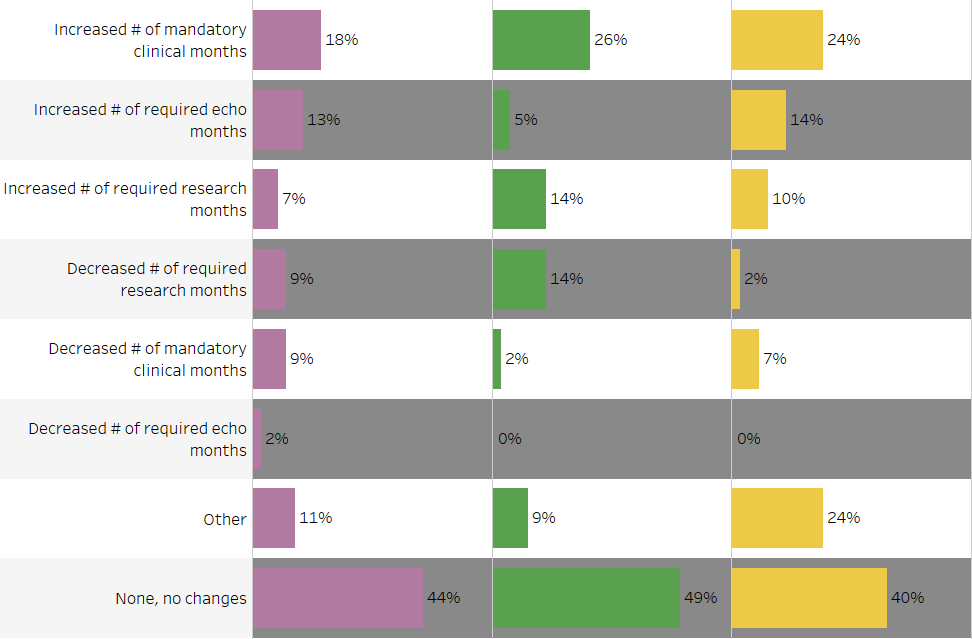 Increased # of mandatory
clinical months
18%
26%
24%
Increased # of required echo
months
13%
5%
14%
Increased # of required research
months
7%
14%
10%
Decreased # of required
research months
9%
14%
2%
Decreased # of mandatory
clinical months
9%
2%
7%
Decreased # of required echo
months
2%
0%
0%
Other
11%
9%
24%
None, no changes
44%
49%
40%